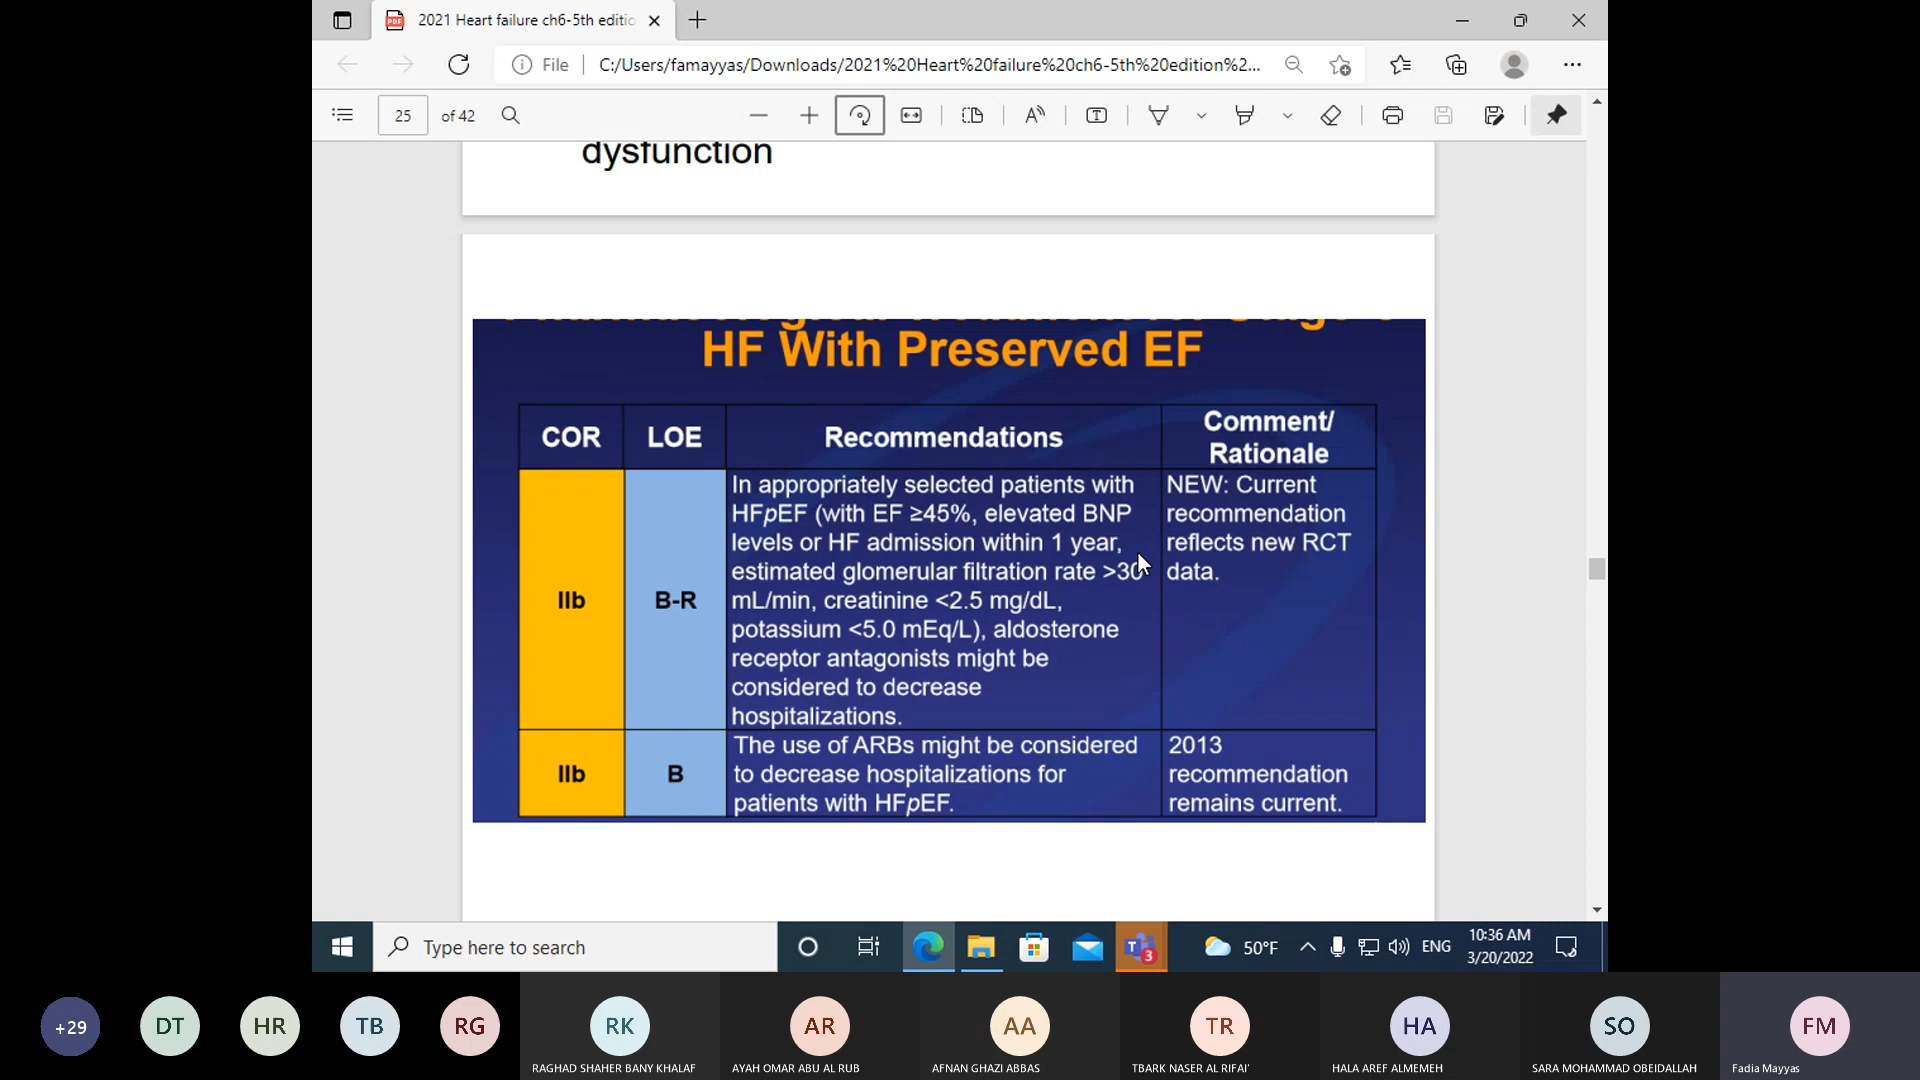 2021 Heart failure ch6-5th editio
File
C:/Users/famayyas/Downloads/2021%20Heart%20failure%20ch6-5th%20edition%2...
25 of 42
dysfunction
HF With Preserved EF
COR LOE Recommendations Comment/
Rationale
IIb
B-R
In appropriately selected patients with
HFpEF (with EF ≥45%, elevated BNP
levels or HF admission within 1 year,
estimated glomerular filtration rate >30
mL/min, creatinine <2.5 mg/dL,
potassium <5.0 mEq/L), aldosterone
receptor antagonists might be
considered to decrease
hospitalizations.
NEW: Current
recommendation
reflects new RCT
data.
IIb
B
The use of ARBs might be considered
to decrease hospitalizations for
patients with HFpEF.
2013
recommendation
remains current.
Type here to search
3
50°F
ENG
10:36 AM
3/20/2022
+29
DT
HR
TB
RG
RK
RAGHAD SHAHER BANY KHALAF
AR
AYAH OMAR ABU AL RUB
AA
AFNAN GHAZI ABBAS
TR
TBARK NASER AL RIFAI'
HA
HALA AREF ALMEMEH
SO
SARA MOHAMMAD OBEIDALLAH
FM
Fadia Mayyas